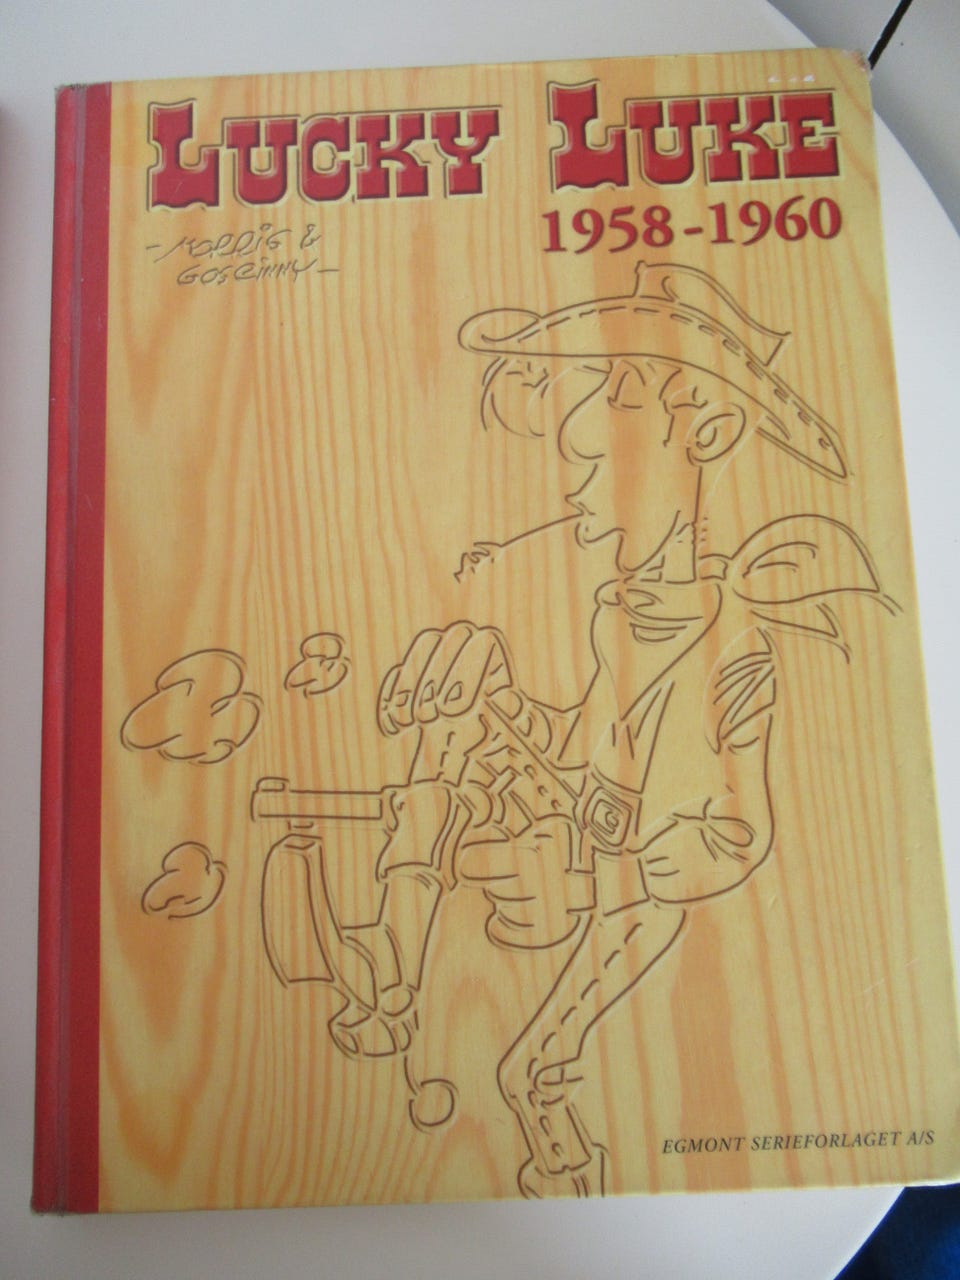 LUCKY LUKE
1958-1960
- MORRIS &
GOSCINNY -
EGMONT SERIEFORLAGET A/S